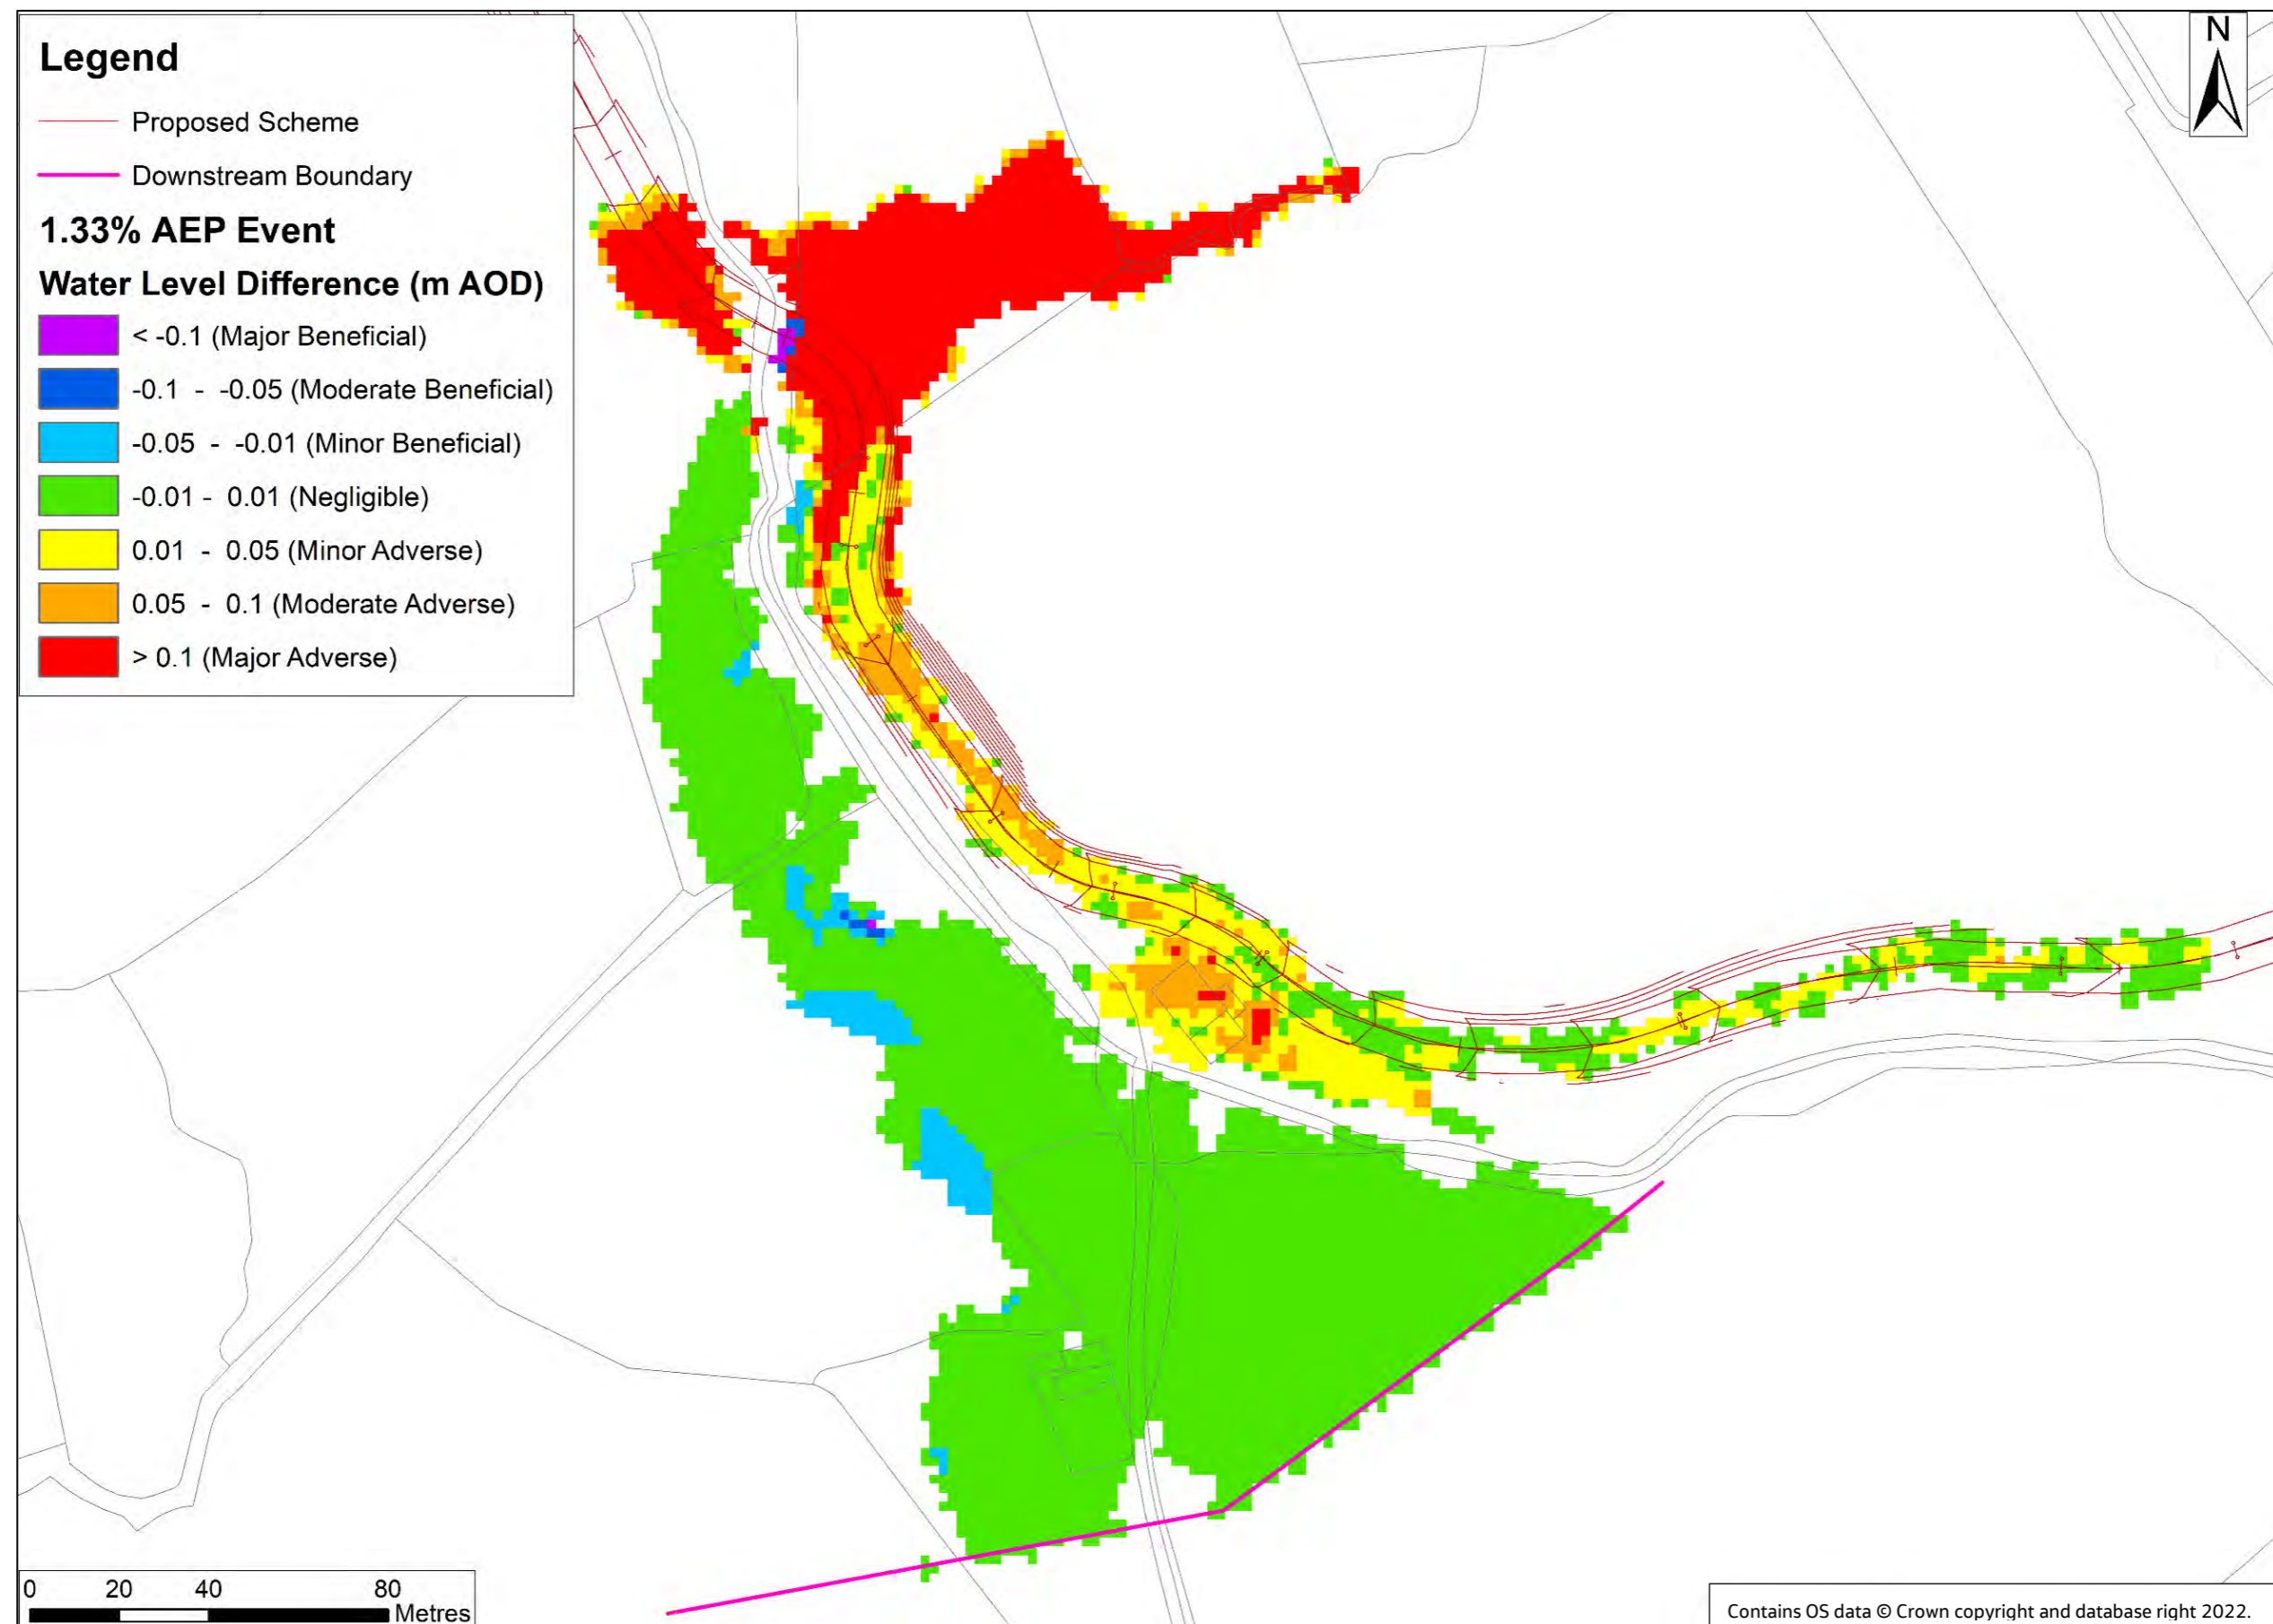 Legend
Proposed Scheme
Downstream Boundary
1.33% AEP Event
Water Level Difference (m AOD)
< -0.1 (Major Beneficial)
-0.1 - -0.05 (Moderate Beneficial)
-0.05 - -0.01 (Minor Beneficial)
-0.01 - 0.01 (Negligible)
0.01 - 0.05 (Minor Adverse)
0.05 - 0.1 (Moderate Adverse)
> 0.1 (Major Adverse)
N
0 20 40 80
Metres
Contains OS data © Crown copyright and database right 2022.